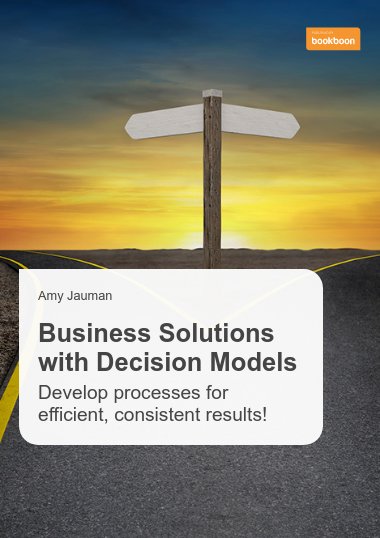 bookboon
Amy Jauman
Business Solutions
with Decision Models
Develop processes for
efficient, consistent results!